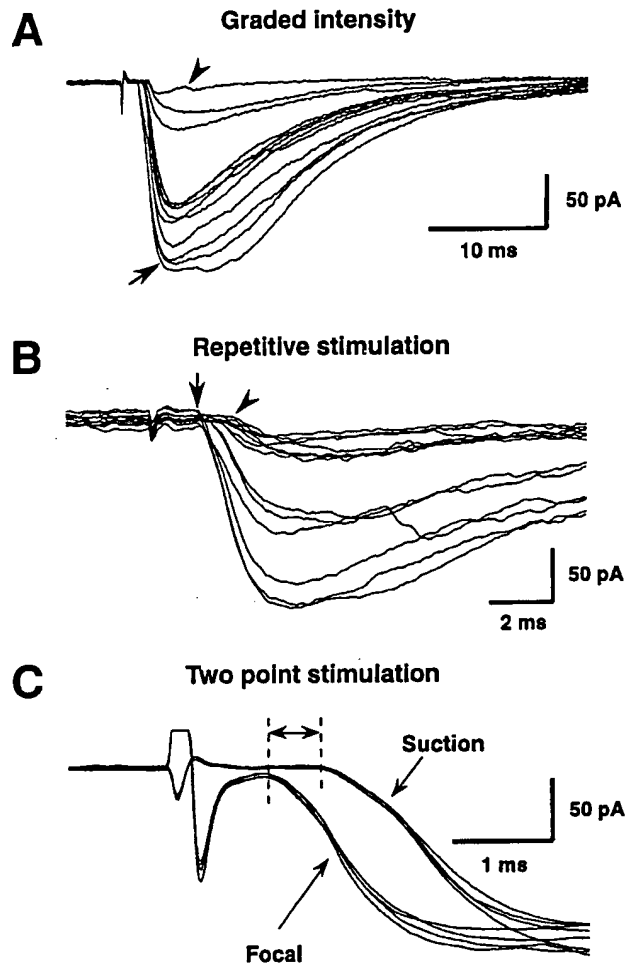 A
Graded intensity
50 pA
10 ms
B
Repetitive stimulation
50 pA
2 ms
C
Two point stimulation
Suction
50 pA
1 ms
Focal